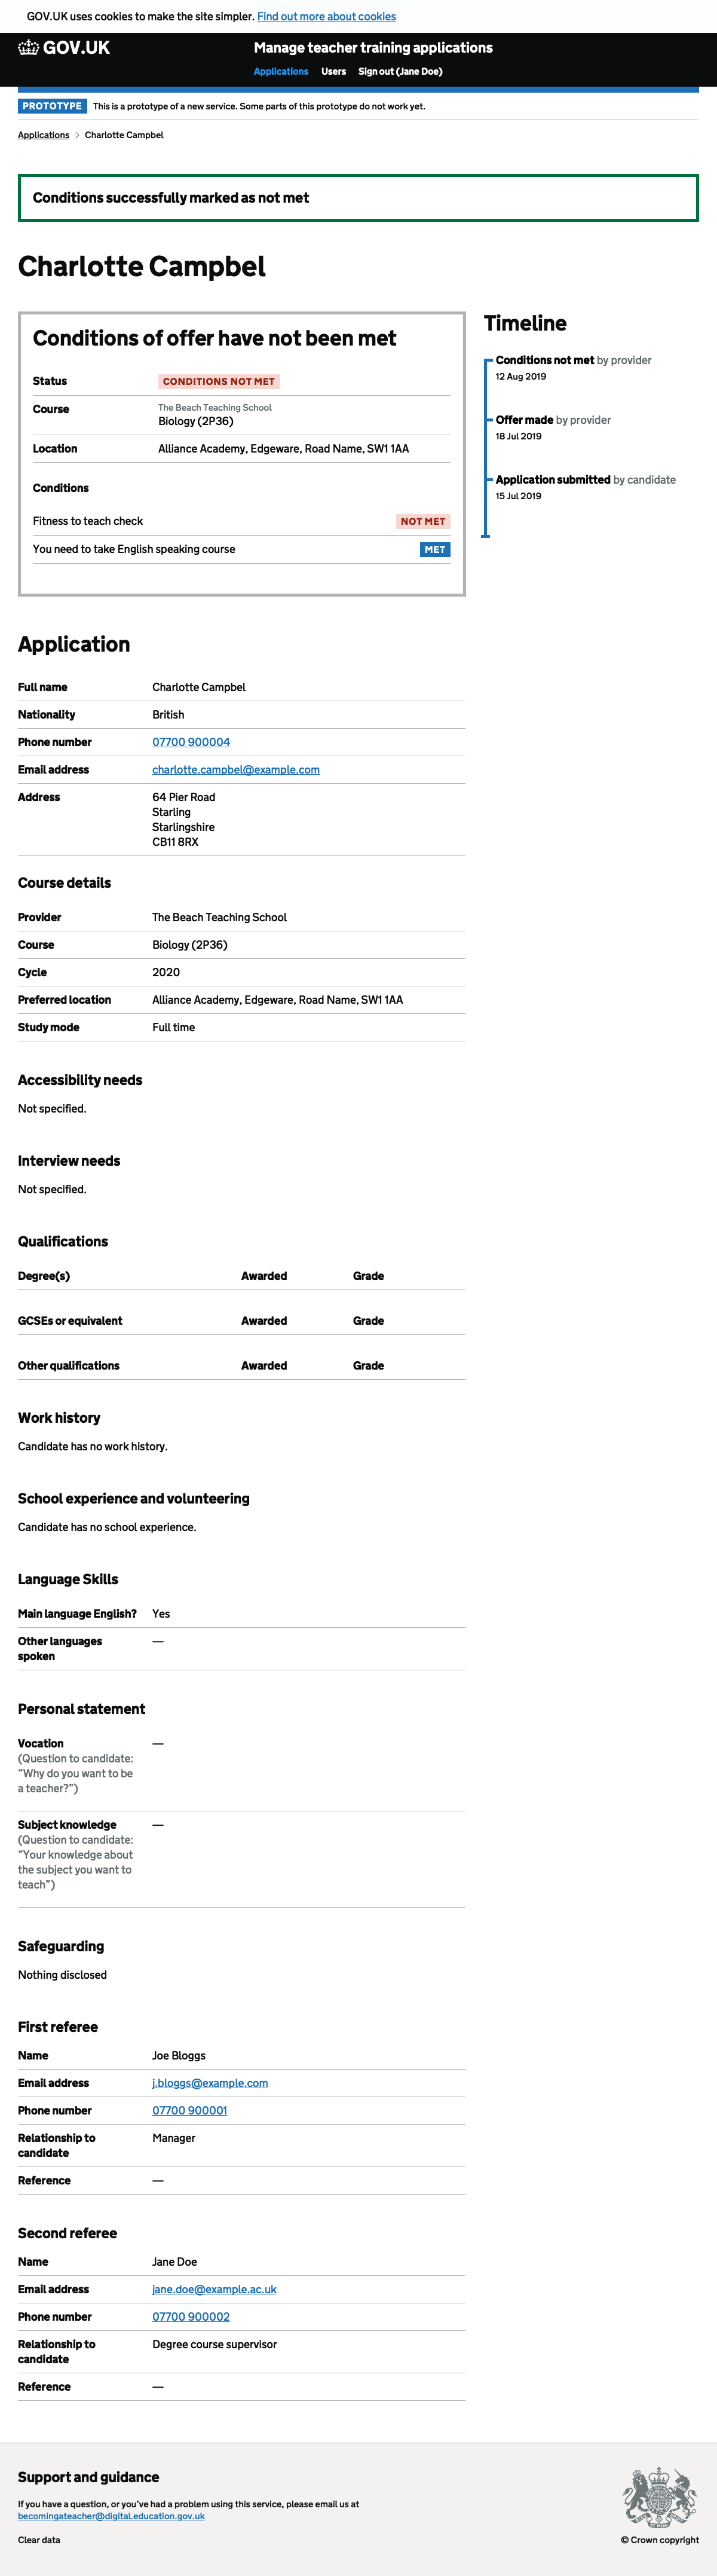 GOV.UK uses cookies to make the site simpler. Find out more about cookies
GOV.UK
Manage teacher training applications
Applications Users Sign out (Jane Doe)
PROTOTYPE This is a prototype of a new service. Some parts of this prototype do not work yet.
Applications Charlotte Campbel
Conditions successfully marked as not met
Charlotte Campbel
Conditions of offer have not been met
Status CONDITIONS NOT MET
Course The Beach Teaching School
Biology (2P36)
Location Alliance Academy, Edgeware, Road Name, SW1 1AA
Conditions
Fitness to teach check NOT MET
You need to take English speaking course MET
Timeline
Conditions not met by provider
12 Aug 2019
Offer made by provider
18 Jul 2019
Application submitted by candidate
15 Jul 2019
Application
Full name Charlotte Campbel
Nationality British
Phone number 07700 900004
Email address charlotte.campbel@example.com
Address 64 Pier Road
Starling
Starlingshire
CB11 8RX
Course details
Provider The Beach Teaching School
Course Biology (2P36)
Cycle 2020
Preferred location Alliance Academy, Edgeware, Road Name, SW1 1AA
Study mode Full time
Accessibility needs
Not specified.
Interview needs
Not specified.
Qualifications
Degree(s) Awarded Grade
GCSEs or equivalent Awarded Grade
Other qualifications Awarded Grade
Work history
Candidate has no work history.
School experience and volunteering
Candidate has no school experience.
Language Skills
Main language English? Yes
Other languages —
spoken
Personal statement
Vocation —
(Question to candidate:
“Why do you want to be
a teacher?”)
Subject knowledge —
(Question to candidate:
“Your knowledge about
the subject you want to
teach”)
Safeguarding
Nothing disclosed
First referee
Name Joe Bloggs
Email address j.bloggs@example.com
Phone number 07700 900001
Relationship to Manager
candidate
Reference —
Second referee
Name Jane Doe
Email address jane.doe@example.ac.uk
Phone number 07700 900002
Relationship to Degree course supervisor
candidate
Reference —
Support and guidance
If you have a question, or you’ve had a problem using this service, please email us at
becomingateacher@digital.education.gov.uk
Clear data
© Crown copyright